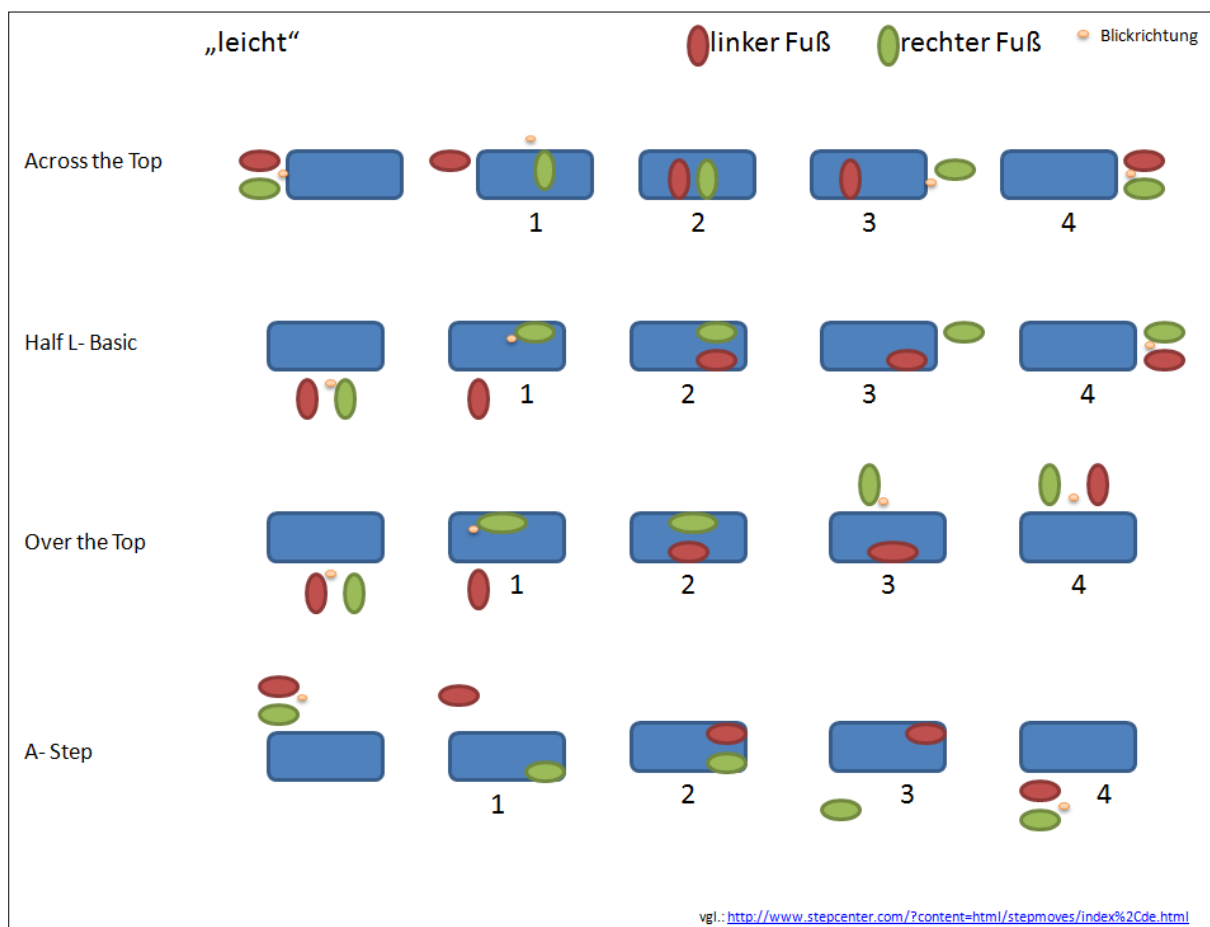 „leicht“ linker Fuß rechter Fuß Blickrichtung
Across the Top
1 2 3 4
Half L- Basic
1 2 3 4
Over the Top
1 2 3 4
A- Step
1 2 3 4
vgl.: http://www.stepcenter.com/?content=html/stepmoves/index%2Cde.html